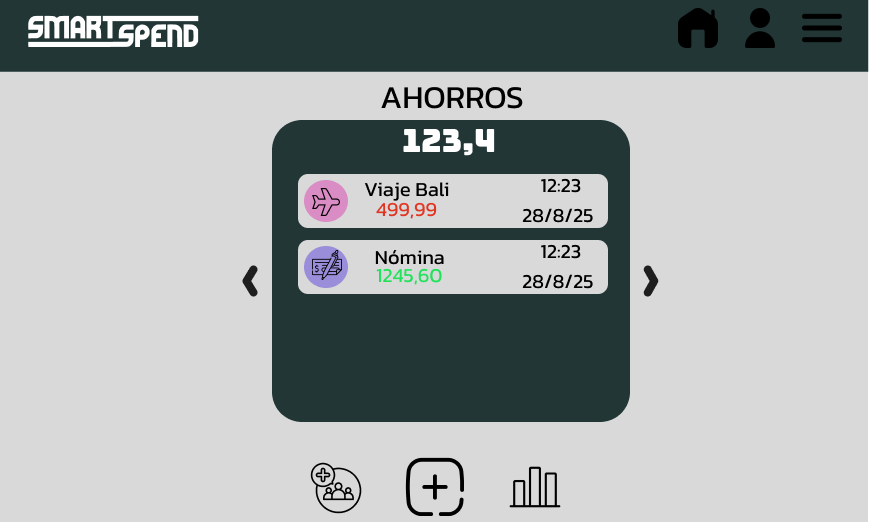 SMARTSPEND
AHORROS
123,4
Viaje Bali
499,99
12:23
28/8/25
Nómina
1245,60
12:23
28/8/25